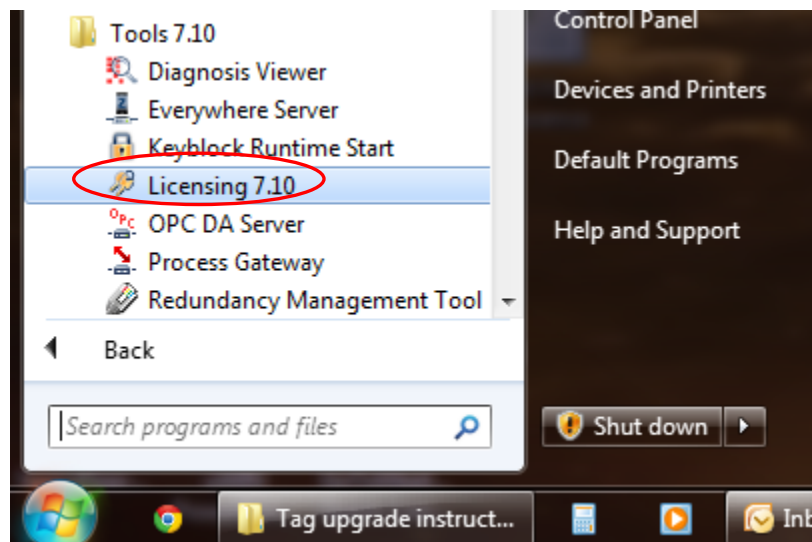 Tools 7.10
Diagnosis Viewer
Everywhere Server
Keyblock Runtime Start
Licensing 7.10
OPC DA Server
Process Gateway
Redundancy Management Tool
Back
Search programs and files
Control Panel
Devices and Printers
Default Programs
Help and Support
Shut down
Tag upgrade instruct...